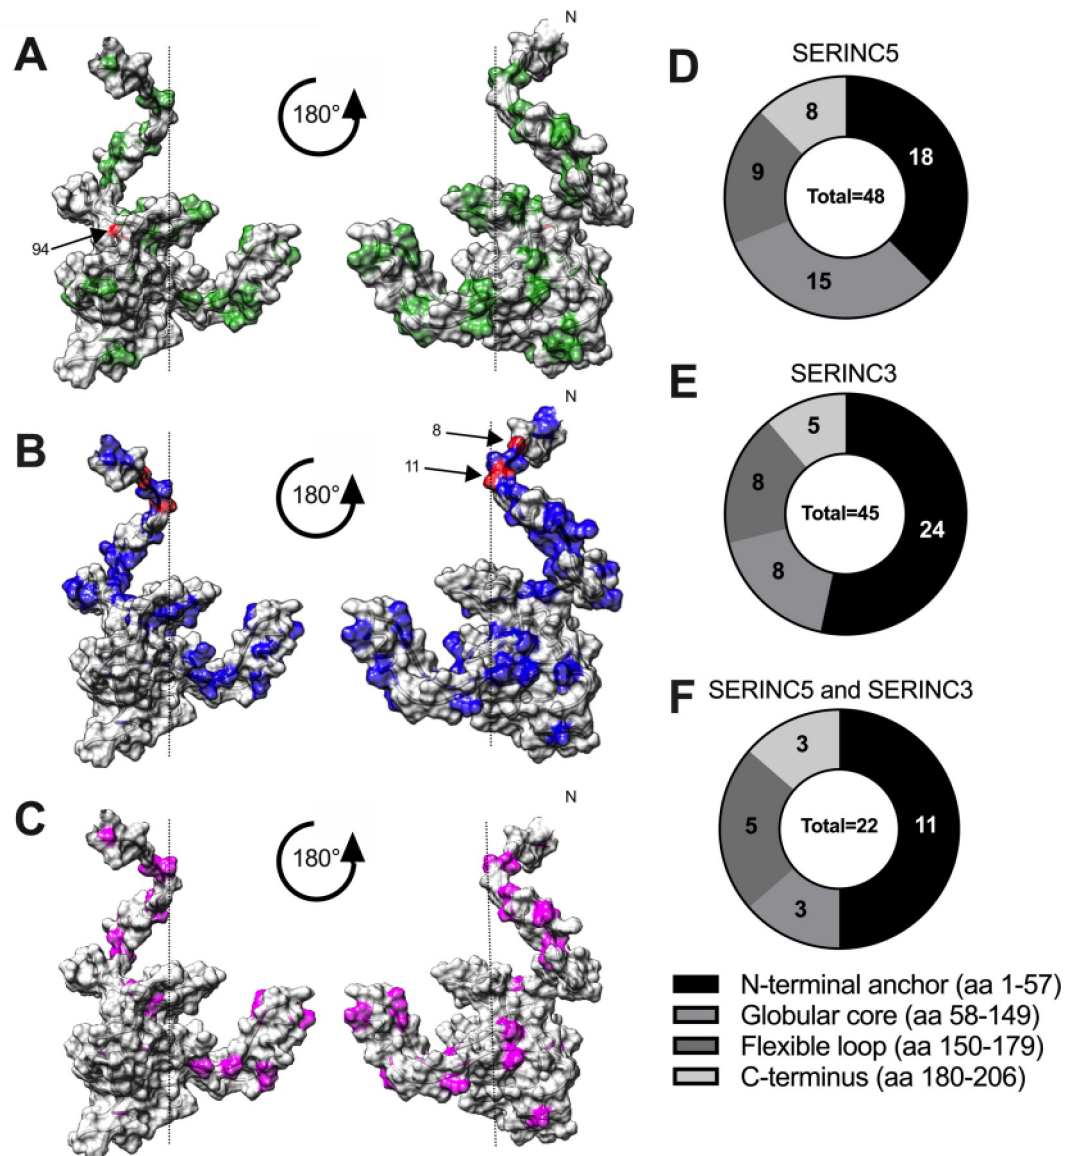 A
180°
N
94
B
180°
N
8
11
C
180°
N
D
SERINC5
8
18
9
Total=48
15
E
SERINC3
5
8
Total=45
24
8
F SERINC5 and SERINC3
3
5
Total=22
11
3
N-terminal anchor (aa 1-57)
Globular core (aa 58-149)
Flexible loop (aa 150-179)
C-terminus (aa 180-206)